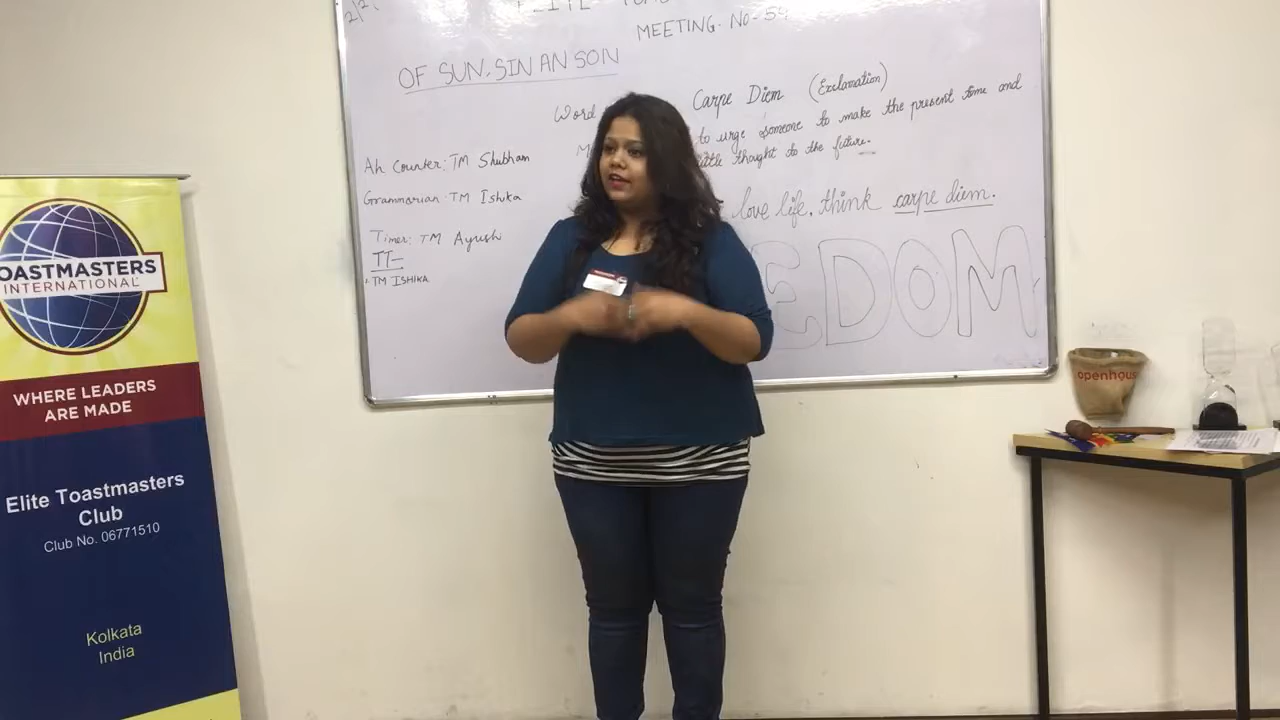 ELITE
MEETING. NO-59
OF SUN. SIN AN SON
Word
Carpe Diem (Exclamation)
to urge someone to make the present time and
little thought to the future.
love life, think carpe diem.
Ah Counter: TM Shubham
Grammarian: TM Ishika
Timer: TM Ayush
TT-
TM ISHIKA
EDOM
OASTMASTERS
INTERNATIONAL
WHERE LEADERS
ARE MADE
Elite Toastmasters
Club
Club No. 06771510
Kolkata
India
openhouse